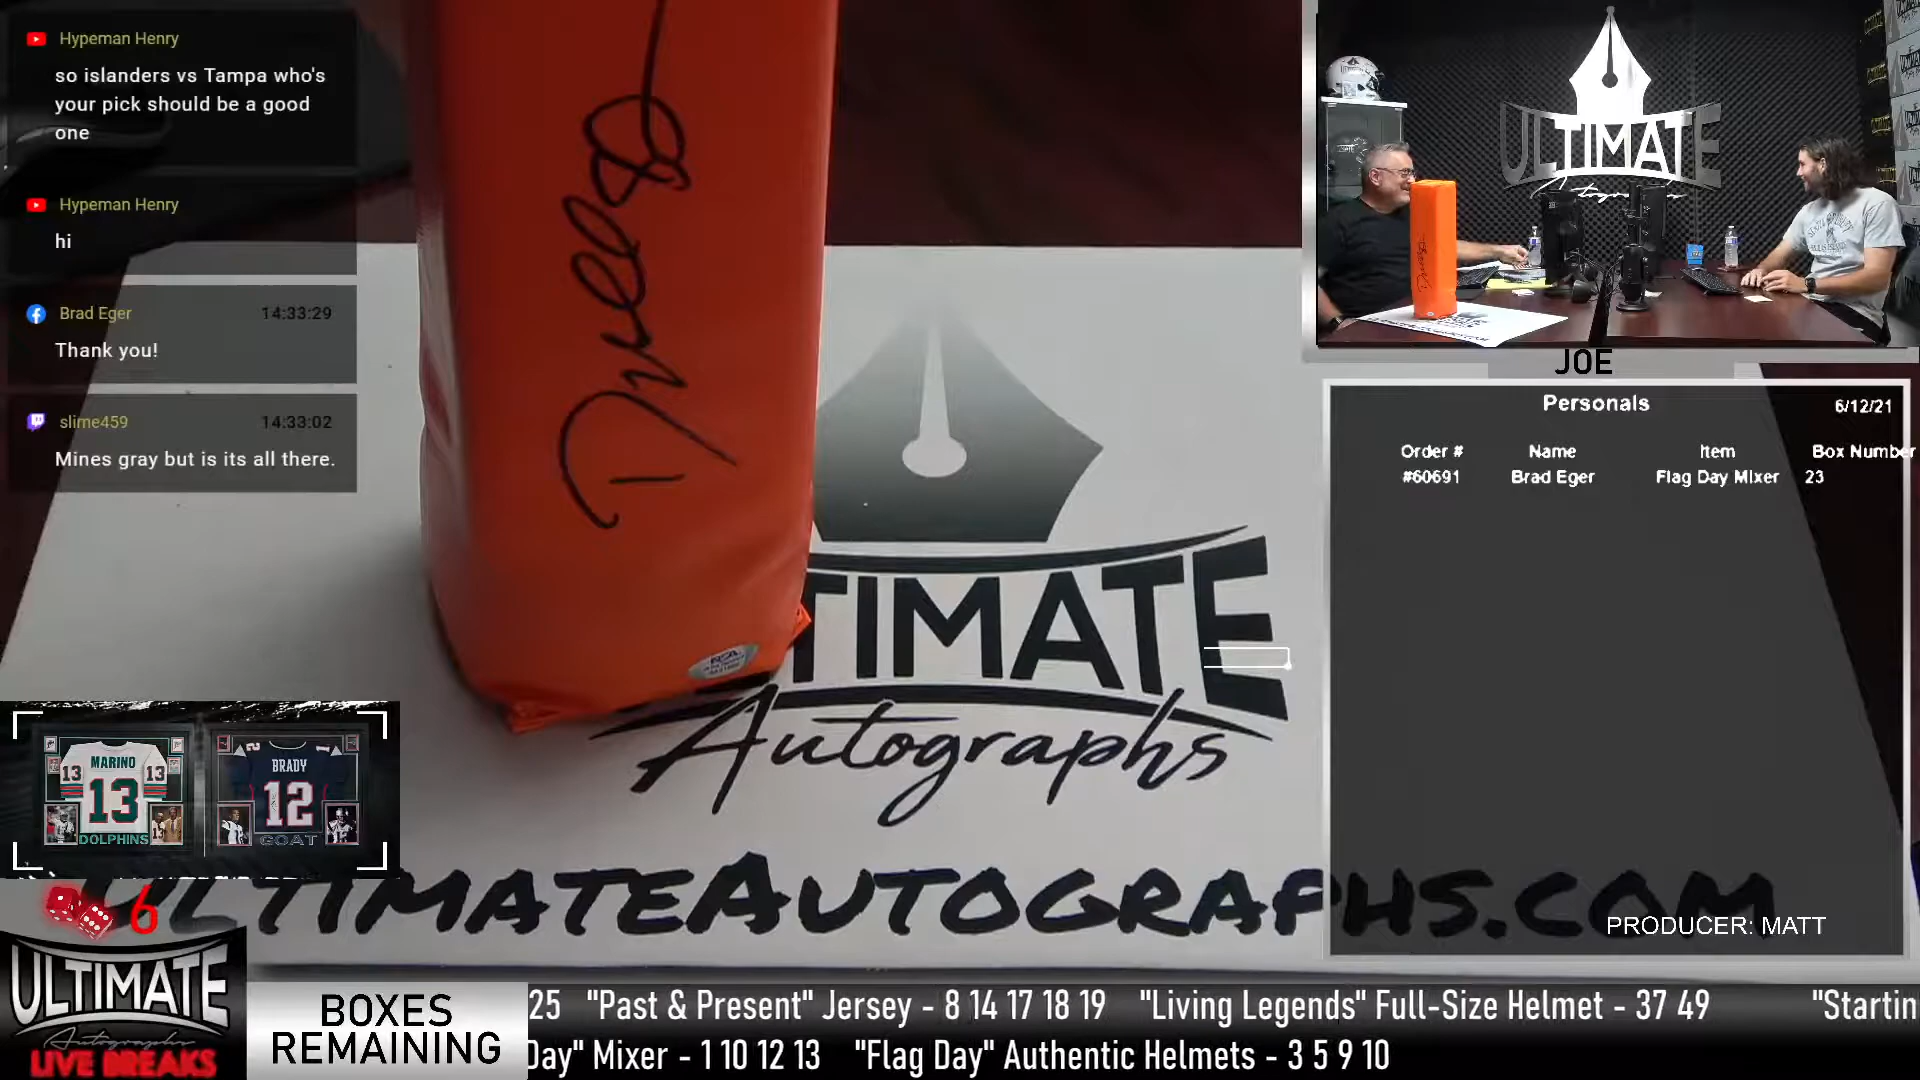 Hypeman Henry
so islanders vs Tampa who's
your pick should be a good
one
Hypeman Henry
hi
Brad Eger 14:33:29
Thank you!
slime459 14:33:02
Mines gray but is its all there.
ULTIMATE
JOE
Personals 6/12/21
Order # Name Item Box Number
#60691 Brad Eger Flag Day Mixer 23
PRODUCER: MATT
TIMATE
Autographs
ULTIMATEAUTOGRAPHS.COM
MARINO
13 13
13
DOLPHINS
BRADY
12
GOAT
6
ULTIMATE
Autographs
LIVE BREAKS
BOXES
REMAINING
25 "Past & Present" Jersey - 8 14 17 18 19 "Living Legends" Full-Size Helmet - 37 49 "Startin
Day" Mixer - 1 10 12 13 "Flag Day" Authentic Helmets - 3 5 9 10